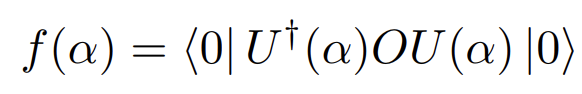 f(α) = ⟨0| U†(α)OU(α) |0⟩